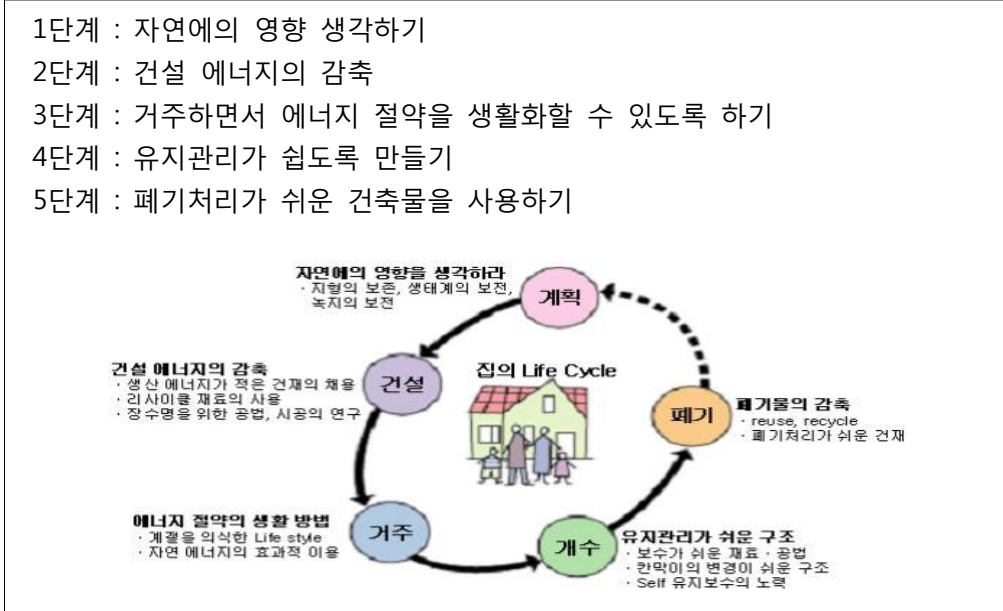 1단계 : 자연에의 영향 생각하기
2단계 : 건설 에너지의 감축
3단계 : 거주하면서 에너지 절약을 생활화할 수 있도록 하기
4단계 : 유지관리가 쉽도록 만들기
5단계 : 폐기처리가 쉬운 건축물을 사용하기
자연에의 영향을 생각하라
· 지형의 보존, 생태계의 보전,
녹지의 보전
계획
건설 에너지의 감축
· 생산 에너지가 적은 건재의 채용
· 리사이클 재료의 사용
· 장수명을 위한 공법, 시공의 연구
건설
집의 Life Cycle
폐기
폐기물의 감축
· reuse, recycle
· 폐기처리가 쉬운 건재
에너지 절약의 생활 방법
· 계절을 의식한 Life style
· 자연 에너지의 효과적 이용
거주
개수
유지관리가 쉬운 구조
· 보수가 쉬운 재료 · 공법
· 칸막이의 변경이 쉬운 구조
· Self 유지보수의 노력